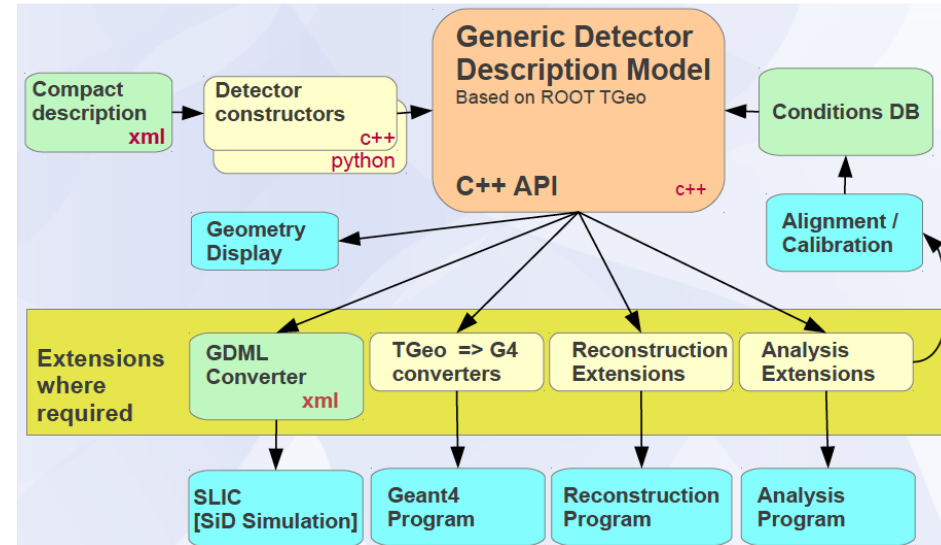 Generic Detector
Description Model
Based on ROOT TGeo
C++ API
c++
Compact
description
xml
Detector
constructors
c++
python
Conditions DB
Geometry
Display
Alignment /
Calibration
Extensions
where
required
GDML
Converter
xml
TGeo => G4
converters
Reconstruction
Extensions
Analysis
Extensions
SLIC
[SiD Simulation]
Geant4
Program
Reconstruction
Program
Analysis
Program